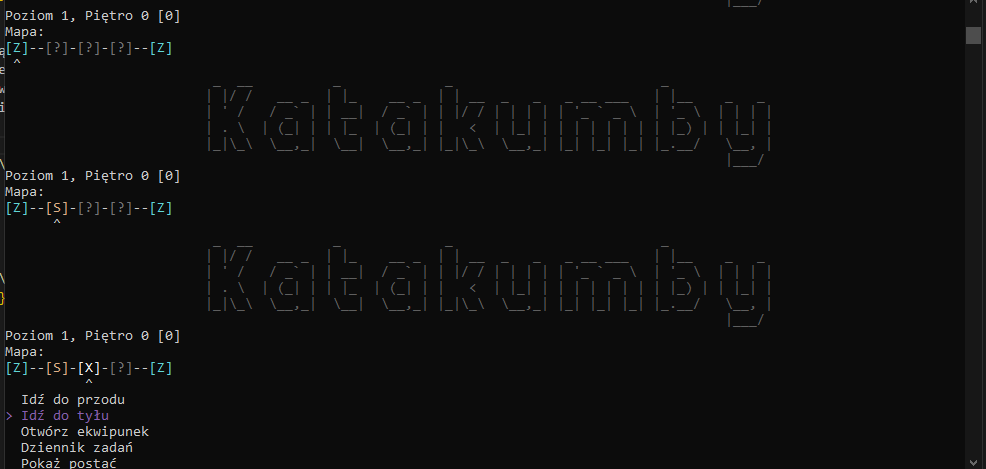 Poziom 1, Piętro 0 [0]
Mapa:
[Z]--[?]-[?]-[?]--[Z]
^
Katakumby
Poziom 1, Piętro 0 [0]
Mapa:
[Z]--[S]-[?]-[?]--[Z]
^
Katakumby
Poziom 1, Piętro 0 [0]
Mapa:
[Z]--[S]-[X]-[?]--[Z]
^
Idź do przodu
> Idź do tyłu
Otwórz ekwipunek
Dziennik zadań
Pokaż postać